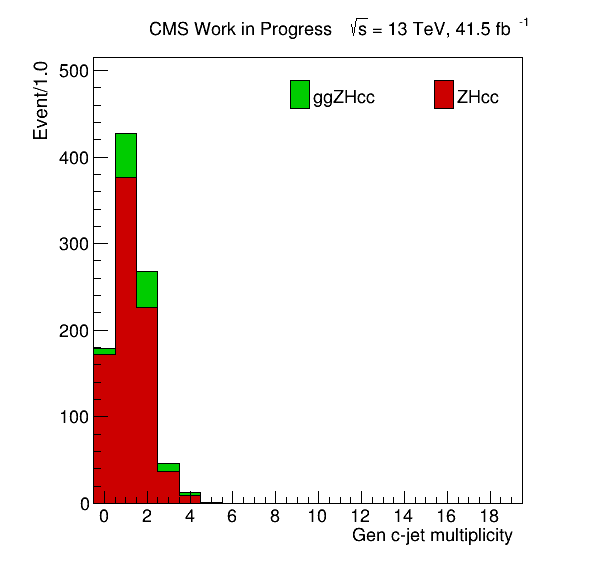 CMS Work in Progress √s = 13 TeV, 41.5 fb⁻¹
Event/1.0
500
400
300
200
100
0
ggZHcc
ZHcc
0 2 4 6 8 10 12 14 16 18
Gen c-jet multiplicity